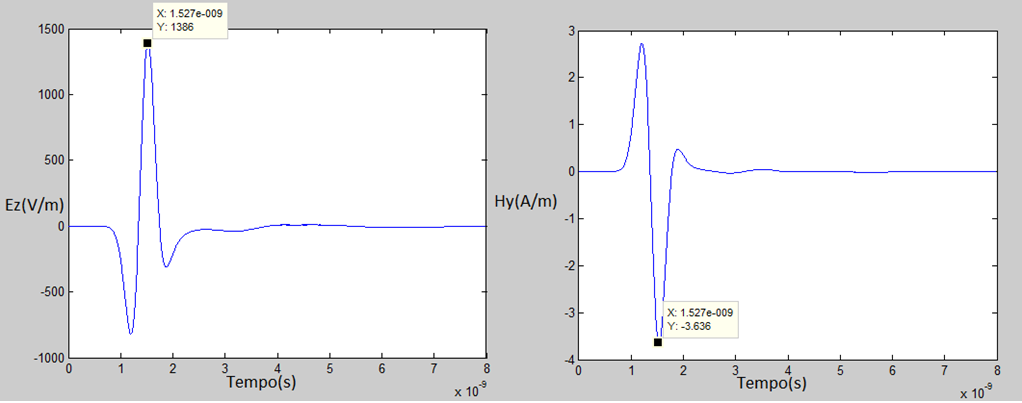 X: 1.527e-009
Y: 1386
1500
1000
500
0
-500
-1000
Ez(V/m)
0 1 2 3 4 5 6 7 8
Tempo(s)
x 10^-9
3
2
1
0
-1
-2
-3
-4
Hy(A/m)
X: 1.527e-009
Y: -3.636
0 1 2 3 4 5 6 7 8
Tempo(s)
x 10^-9